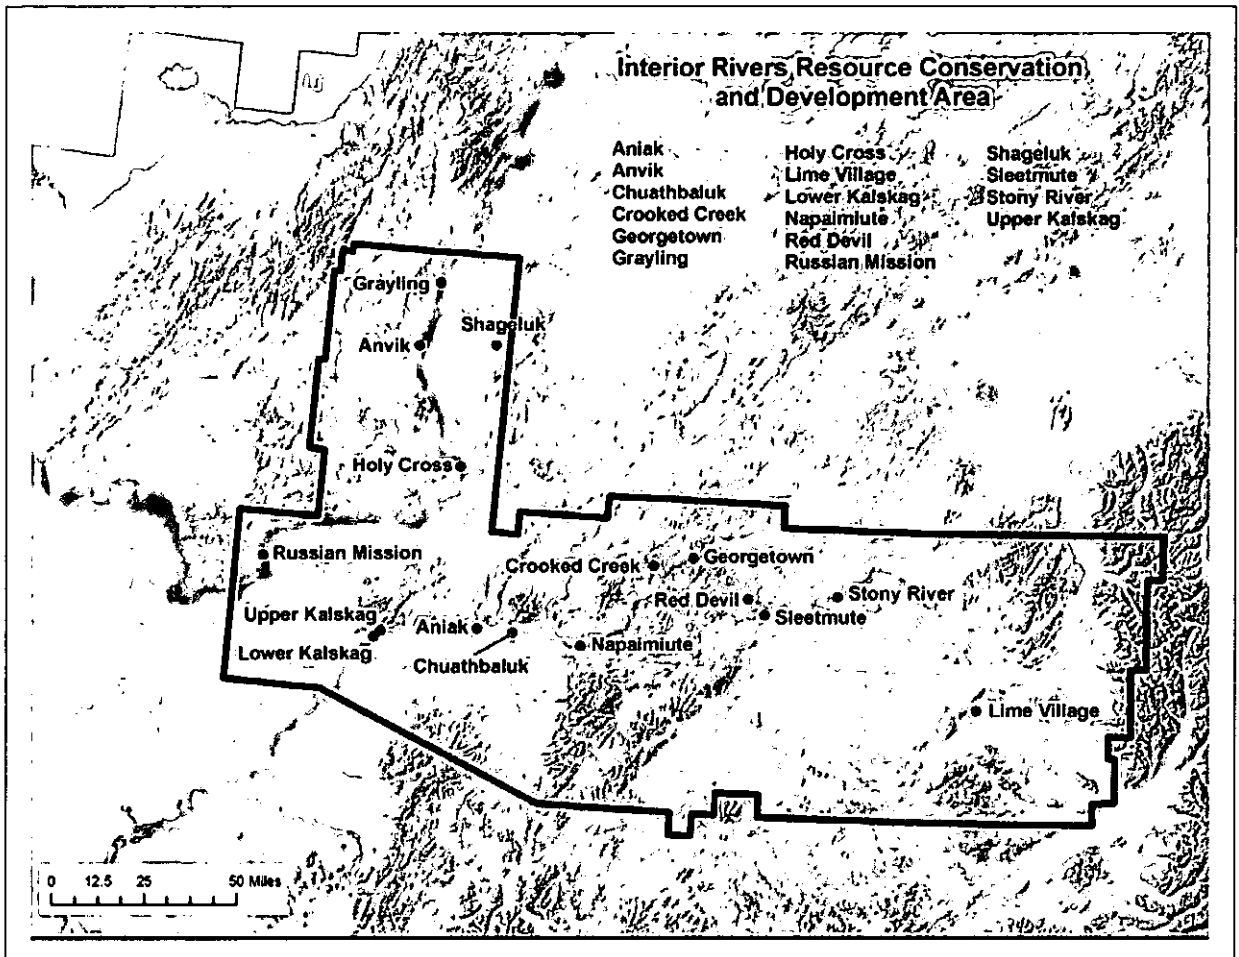 Interior Rivers Resource Conservation
and Development Area
Aniak
Anvik
Chuathbaluk
Crooked Creek
Georgetown
Grayling
Holy Cross
Lime Village
Lower Kalskag
Napaimiute
Red Devil
Russian Mission
Shageluk
Sleetmute
Stony River
Upper Kalskag
Grayling
Shageluk
Anvik
Holy Cross
Russian Mission
Georgetown
Crooked Creek
Red Devil
Stony River
Sleetmute
Upper Kalskag
Aniak
Lower Kalskag
Napaimiute
Chuathbaluk
Lime Village
0 12.5 25 50 Miles